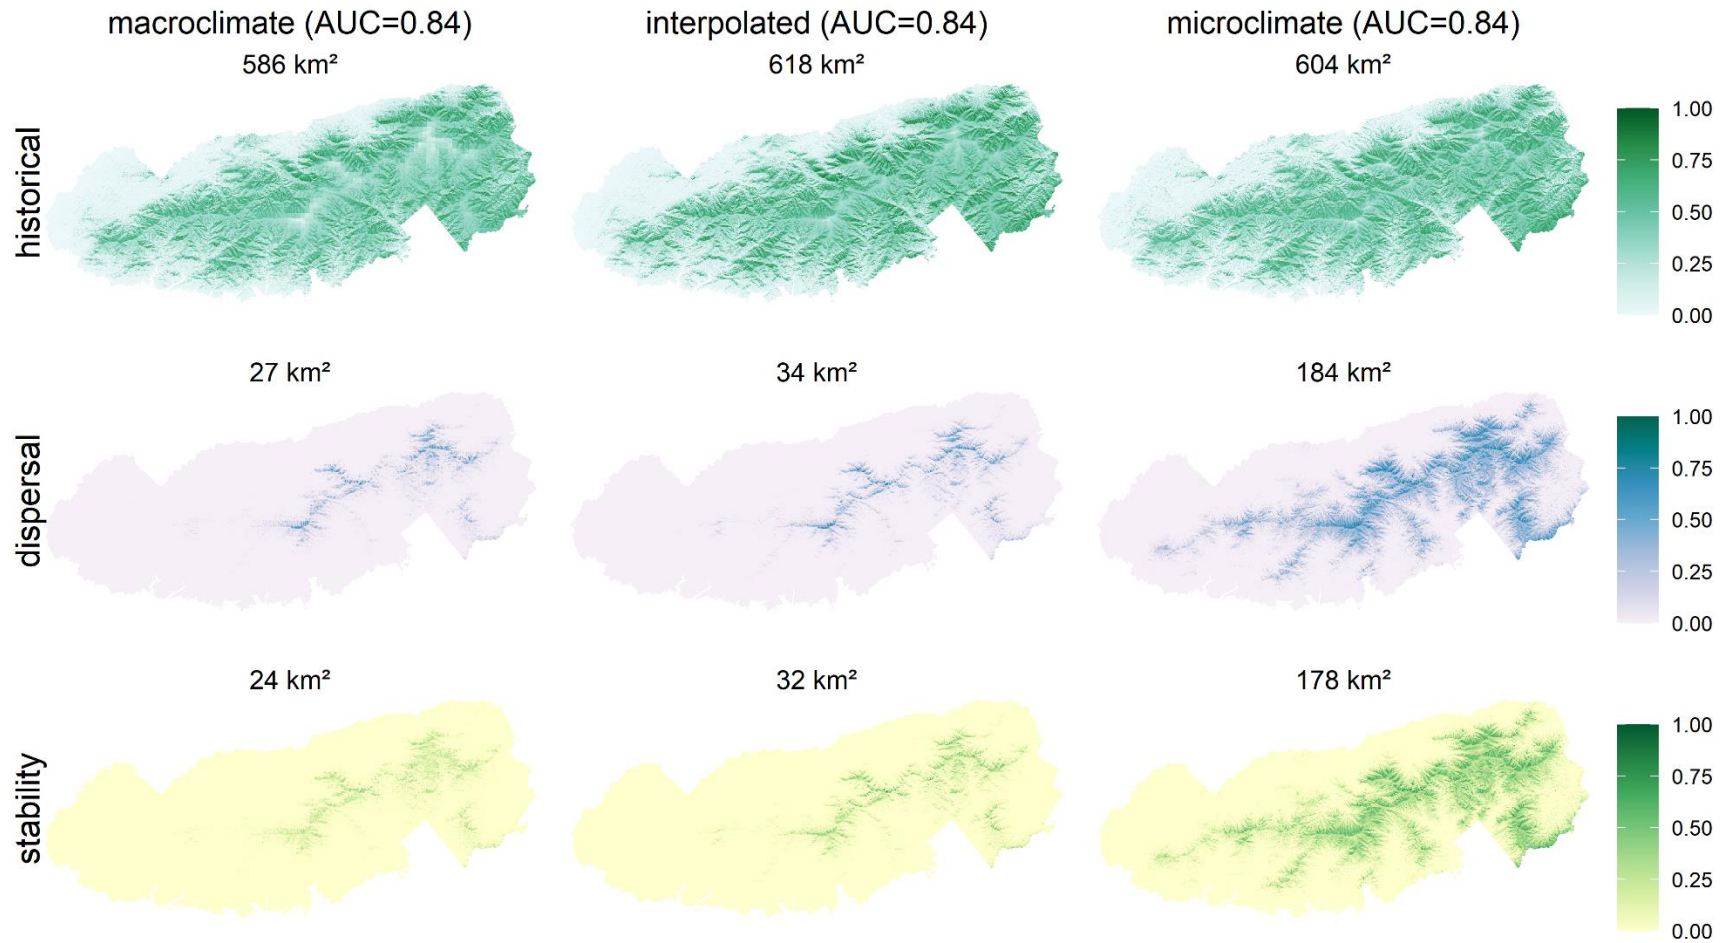 macroclimate (AUC=0.84) interpolated (AUC=0.84) microclimate (AUC=0.84)
586 km² 618 km² 604 km²
historical
1.00
0.75
0.50
0.25
0.00
27 km² 34 km² 184 km²
dispersal
1.00
0.75
0.50
0.25
0.00
24 km² 32 km² 178 km²
stability
1.00
0.75
0.50
0.25
0.00